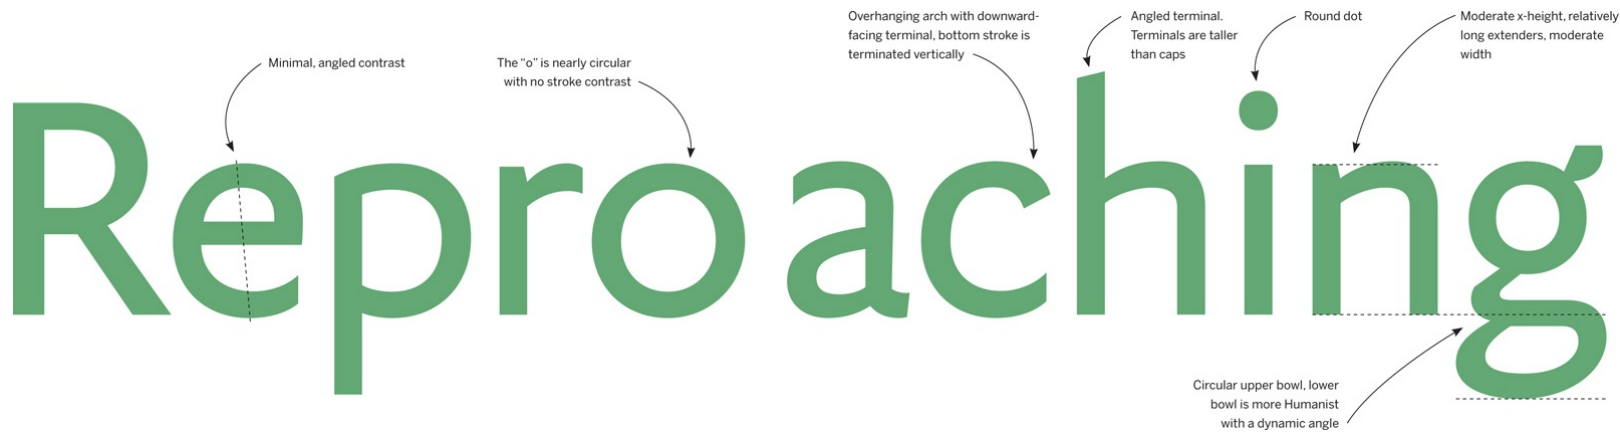 Overhanging arch with downward-
facing terminal, bottom stroke is
terminated vertically
Angled terminal.
Terminals are taller
than caps
Round dot
Moderate x-height, relatively
long extenders, moderate
width
Minimal, angled contrast
The “o” is nearly circular
with no stroke contrast
Reproaching
Circular upper bowl, lower
bowl is more Humanist
with a dynamic angle